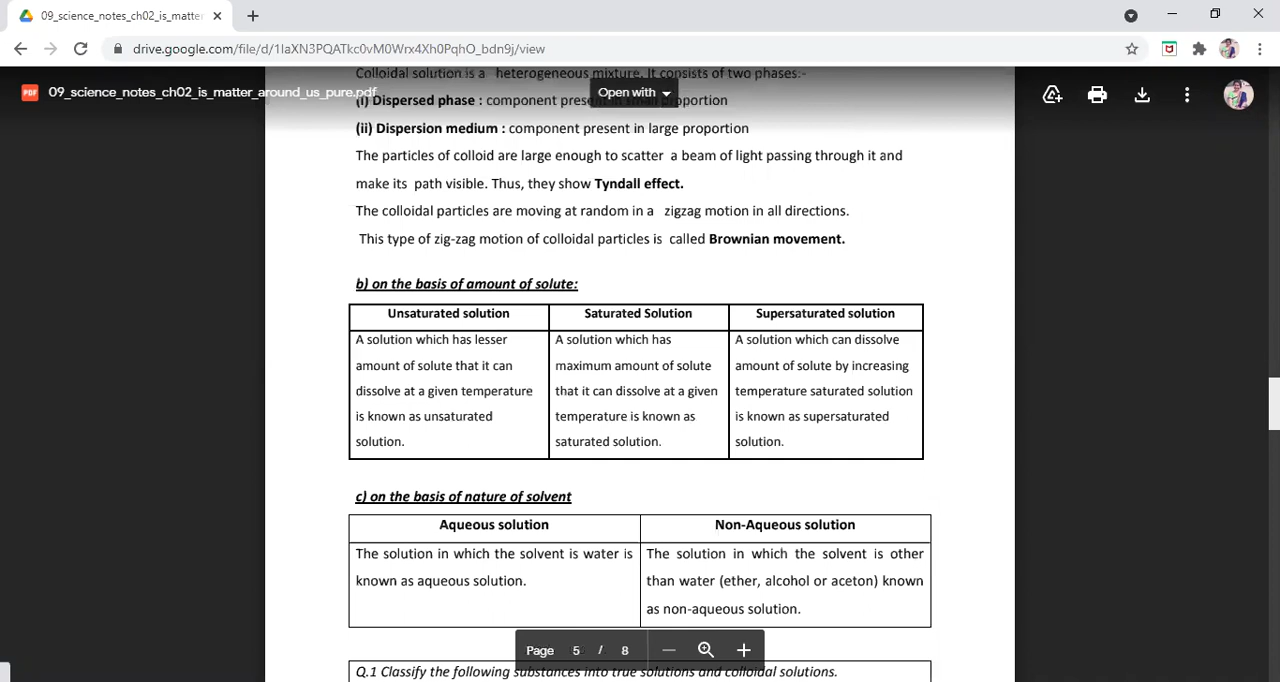 09_science_notes_ch02_is_matter
drive.google.com/file/d/1IaXN3PQATkc0vM0Wrx4Xh0PqhO_bdn9j/view
PDF
09_science_notes_ch02_is_matter_around_us_pure.pdf
Open with
Colloidal solution is a heterogeneous mixture. It consists of two phases:-
(i) Dispersed phase : component present in small proportion
(ii) Dispersion medium : component present in large proportion
The particles of colloid are large enough to scatter a beam of light passing through it and
make its path visible. Thus, they show Tyndall effect.
The colloidal particles are moving at random in a zigzag motion in all directions.
This type of zig-zag motion of colloidal particles is called Brownian movement.
b) on the basis of amount of solute:
Unsaturated solution
A solution which has lesser
amount of solute that it can
dissolve at a given temperature
is known as unsaturated
solution.
Saturated Solution
A solution which has
maximum amount of solute
that it can dissolve at a given
temperature is known as
saturated solution.
Supersaturated solution
A solution which can dissolve
amount of solute by increasing
temperature saturated solution
is known as supersaturated
solution.
c) on the basis of nature of solvent
Aqueous solution
The solution in which the solvent is water is
known as aqueous solution.
Non-Aqueous solution
The solution in which the solvent is other
than water (ether, alcohol or aceton) known
as non-aqueous solution.
Page 5 / 8
Q.1 Classify the following substances into true solutions and colloidal solutions.